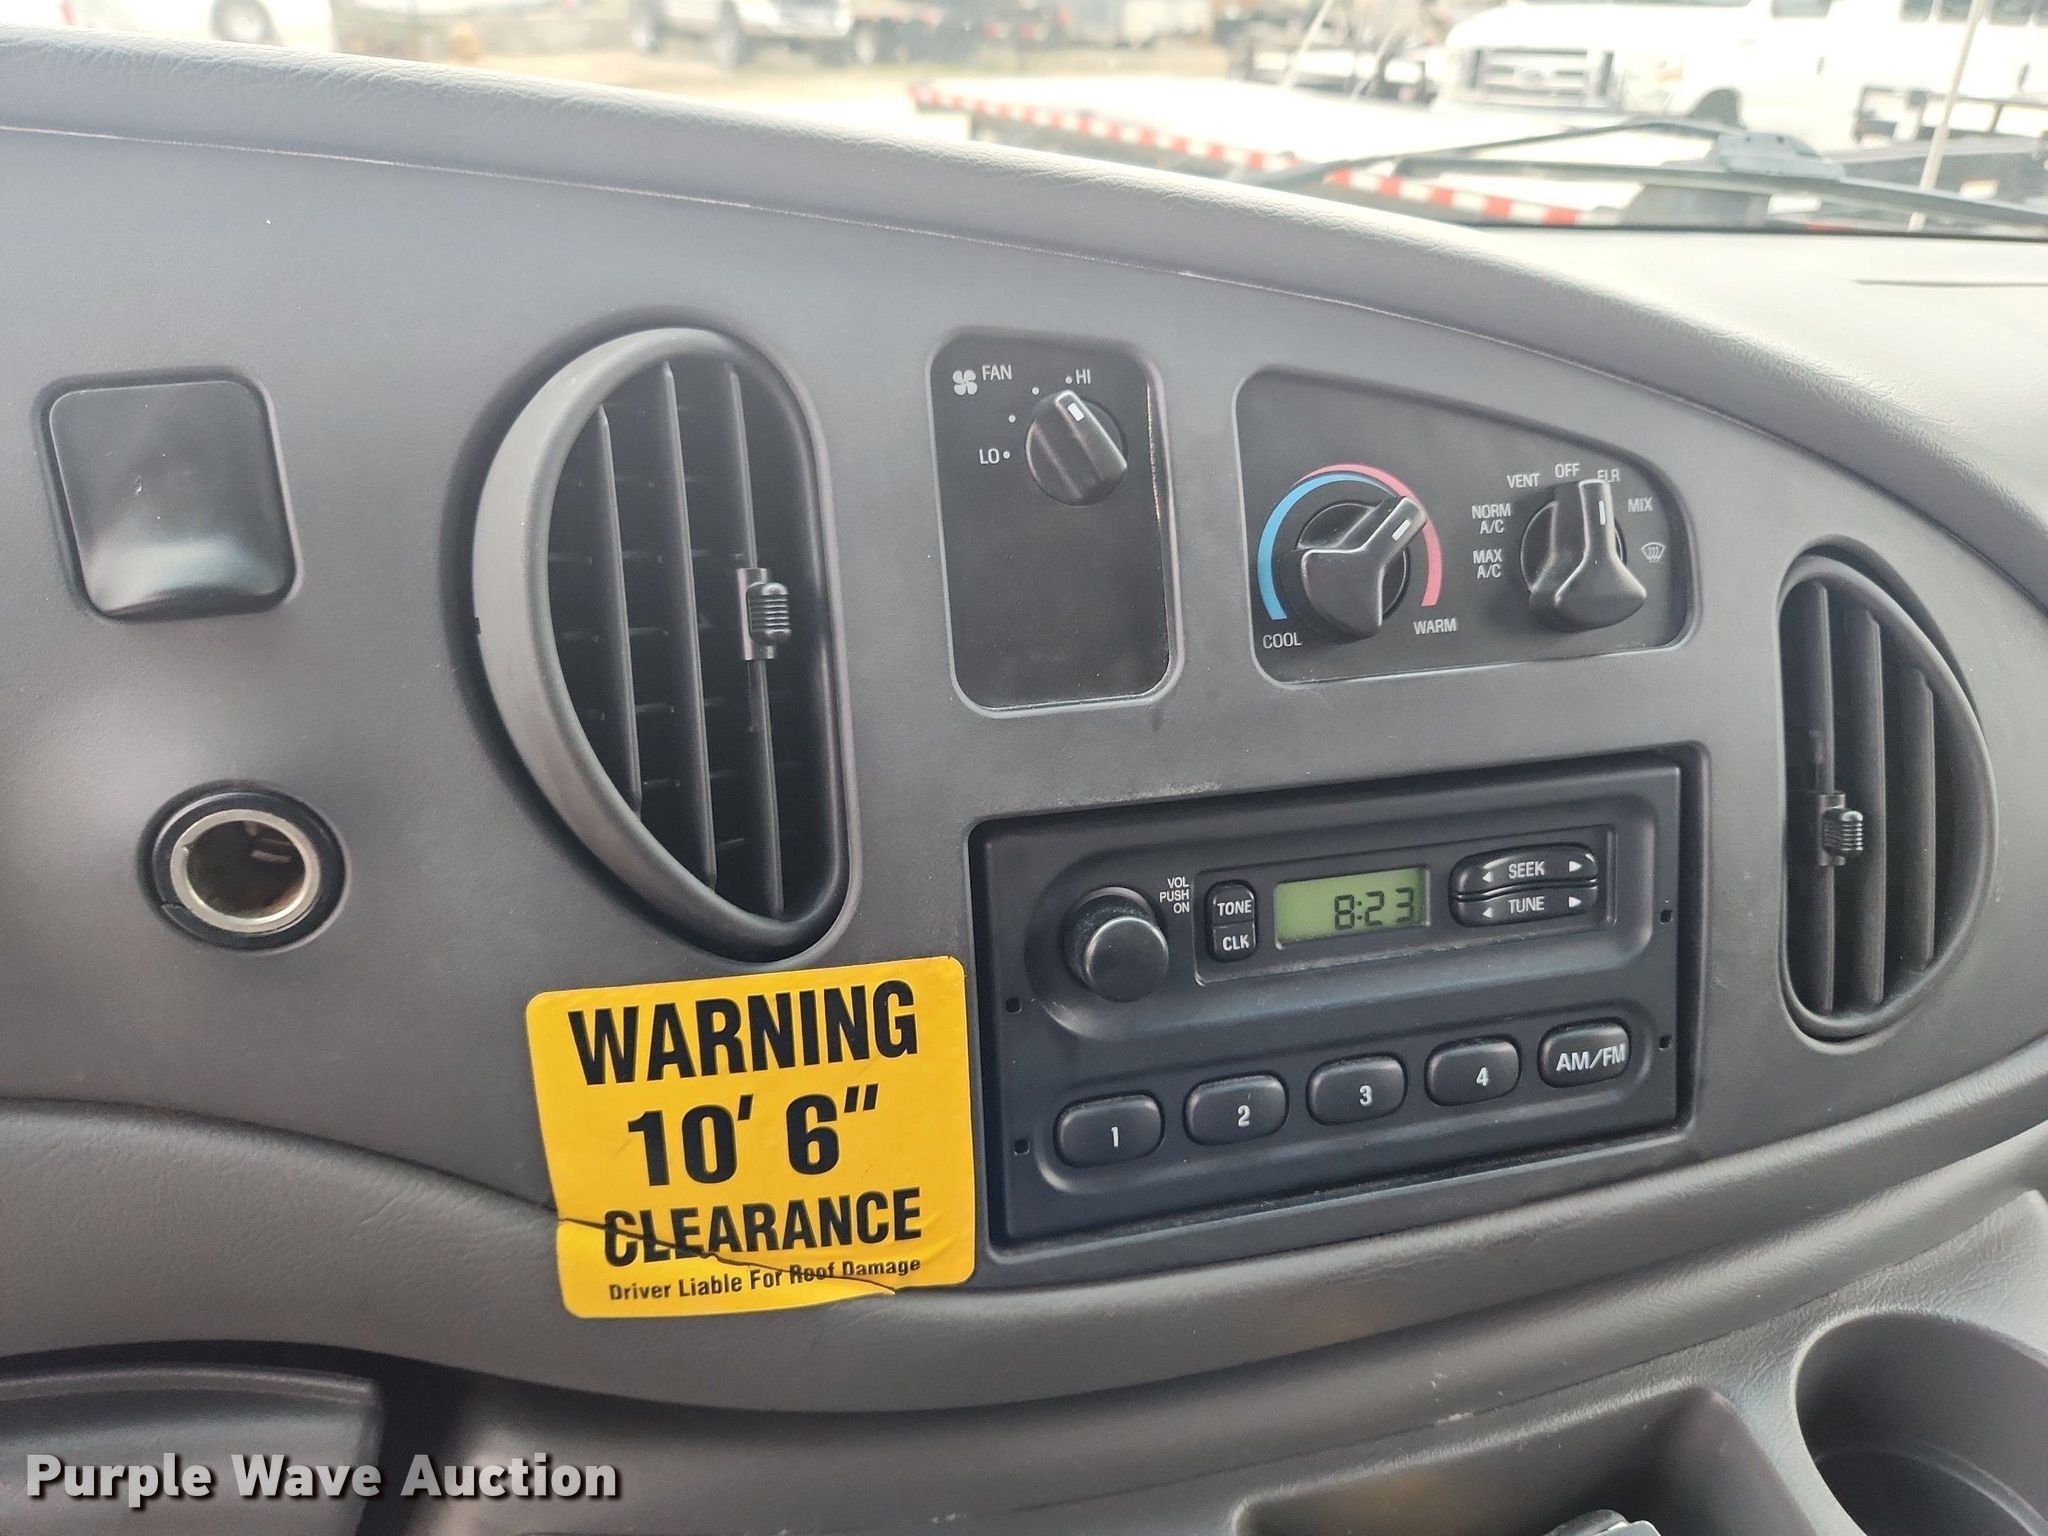 FAN
HI
LO
VENT
OFF
FLR
MIX
NORM
A/C
MAX
A/C
COOL
WARM
VOL
PUSH
ON
TONE
CLK
8:23
SEEK
TUNE
1
2
3
4
AM/FM
WARNING
10' 6"
CLEARANCE
Driver Liable For Roof Damage
Purple Wave Auction